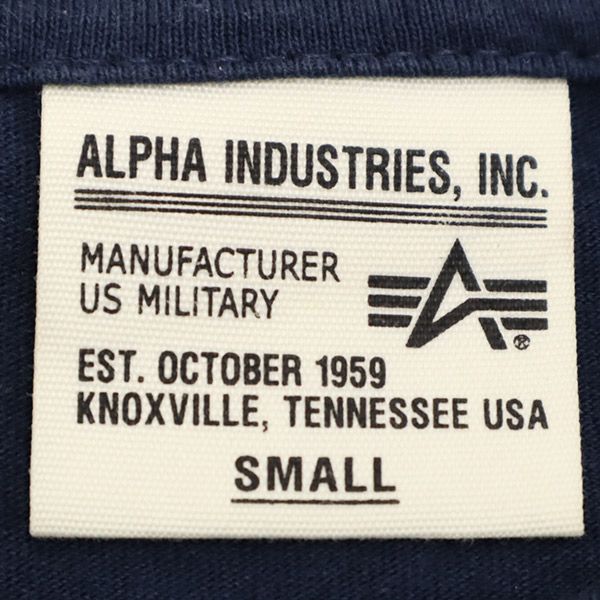 ALPHA INDUSTRIES, INC.
MANUFACTURER
US MILITARY
®
EST. OCTOBER 1959
KNOXVILLE, TENNESSEE USA
SMALL